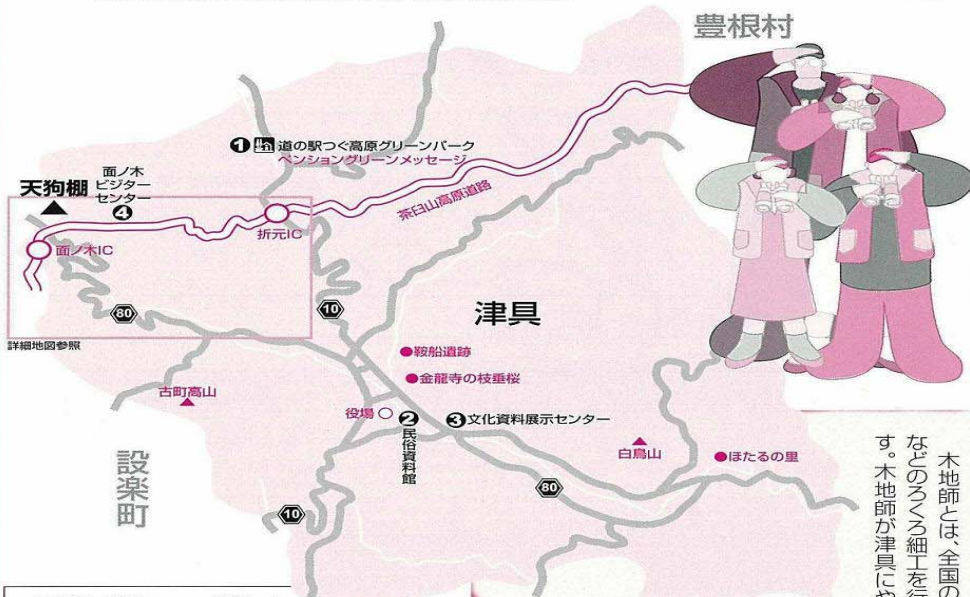 豊根村
❶ 道の駅つぐ高原グリーンパーク
ペンショングリーンメッセージ
天狗棚
面ノ木
ビジター
センター
❹
茶臼山高原道路
折元IC
面ノ木IC
80
10
詳細地図参照
津具
鞍船遺跡
金龍寺の枝垂桜
古町高山
役場
❷
民俗資料館
❸文化資料展示センター
白鳥山
ほたるの里
設楽町
80
10
木地師とは、全国の
などのろくろ細工を行
す。木地師が津具にや